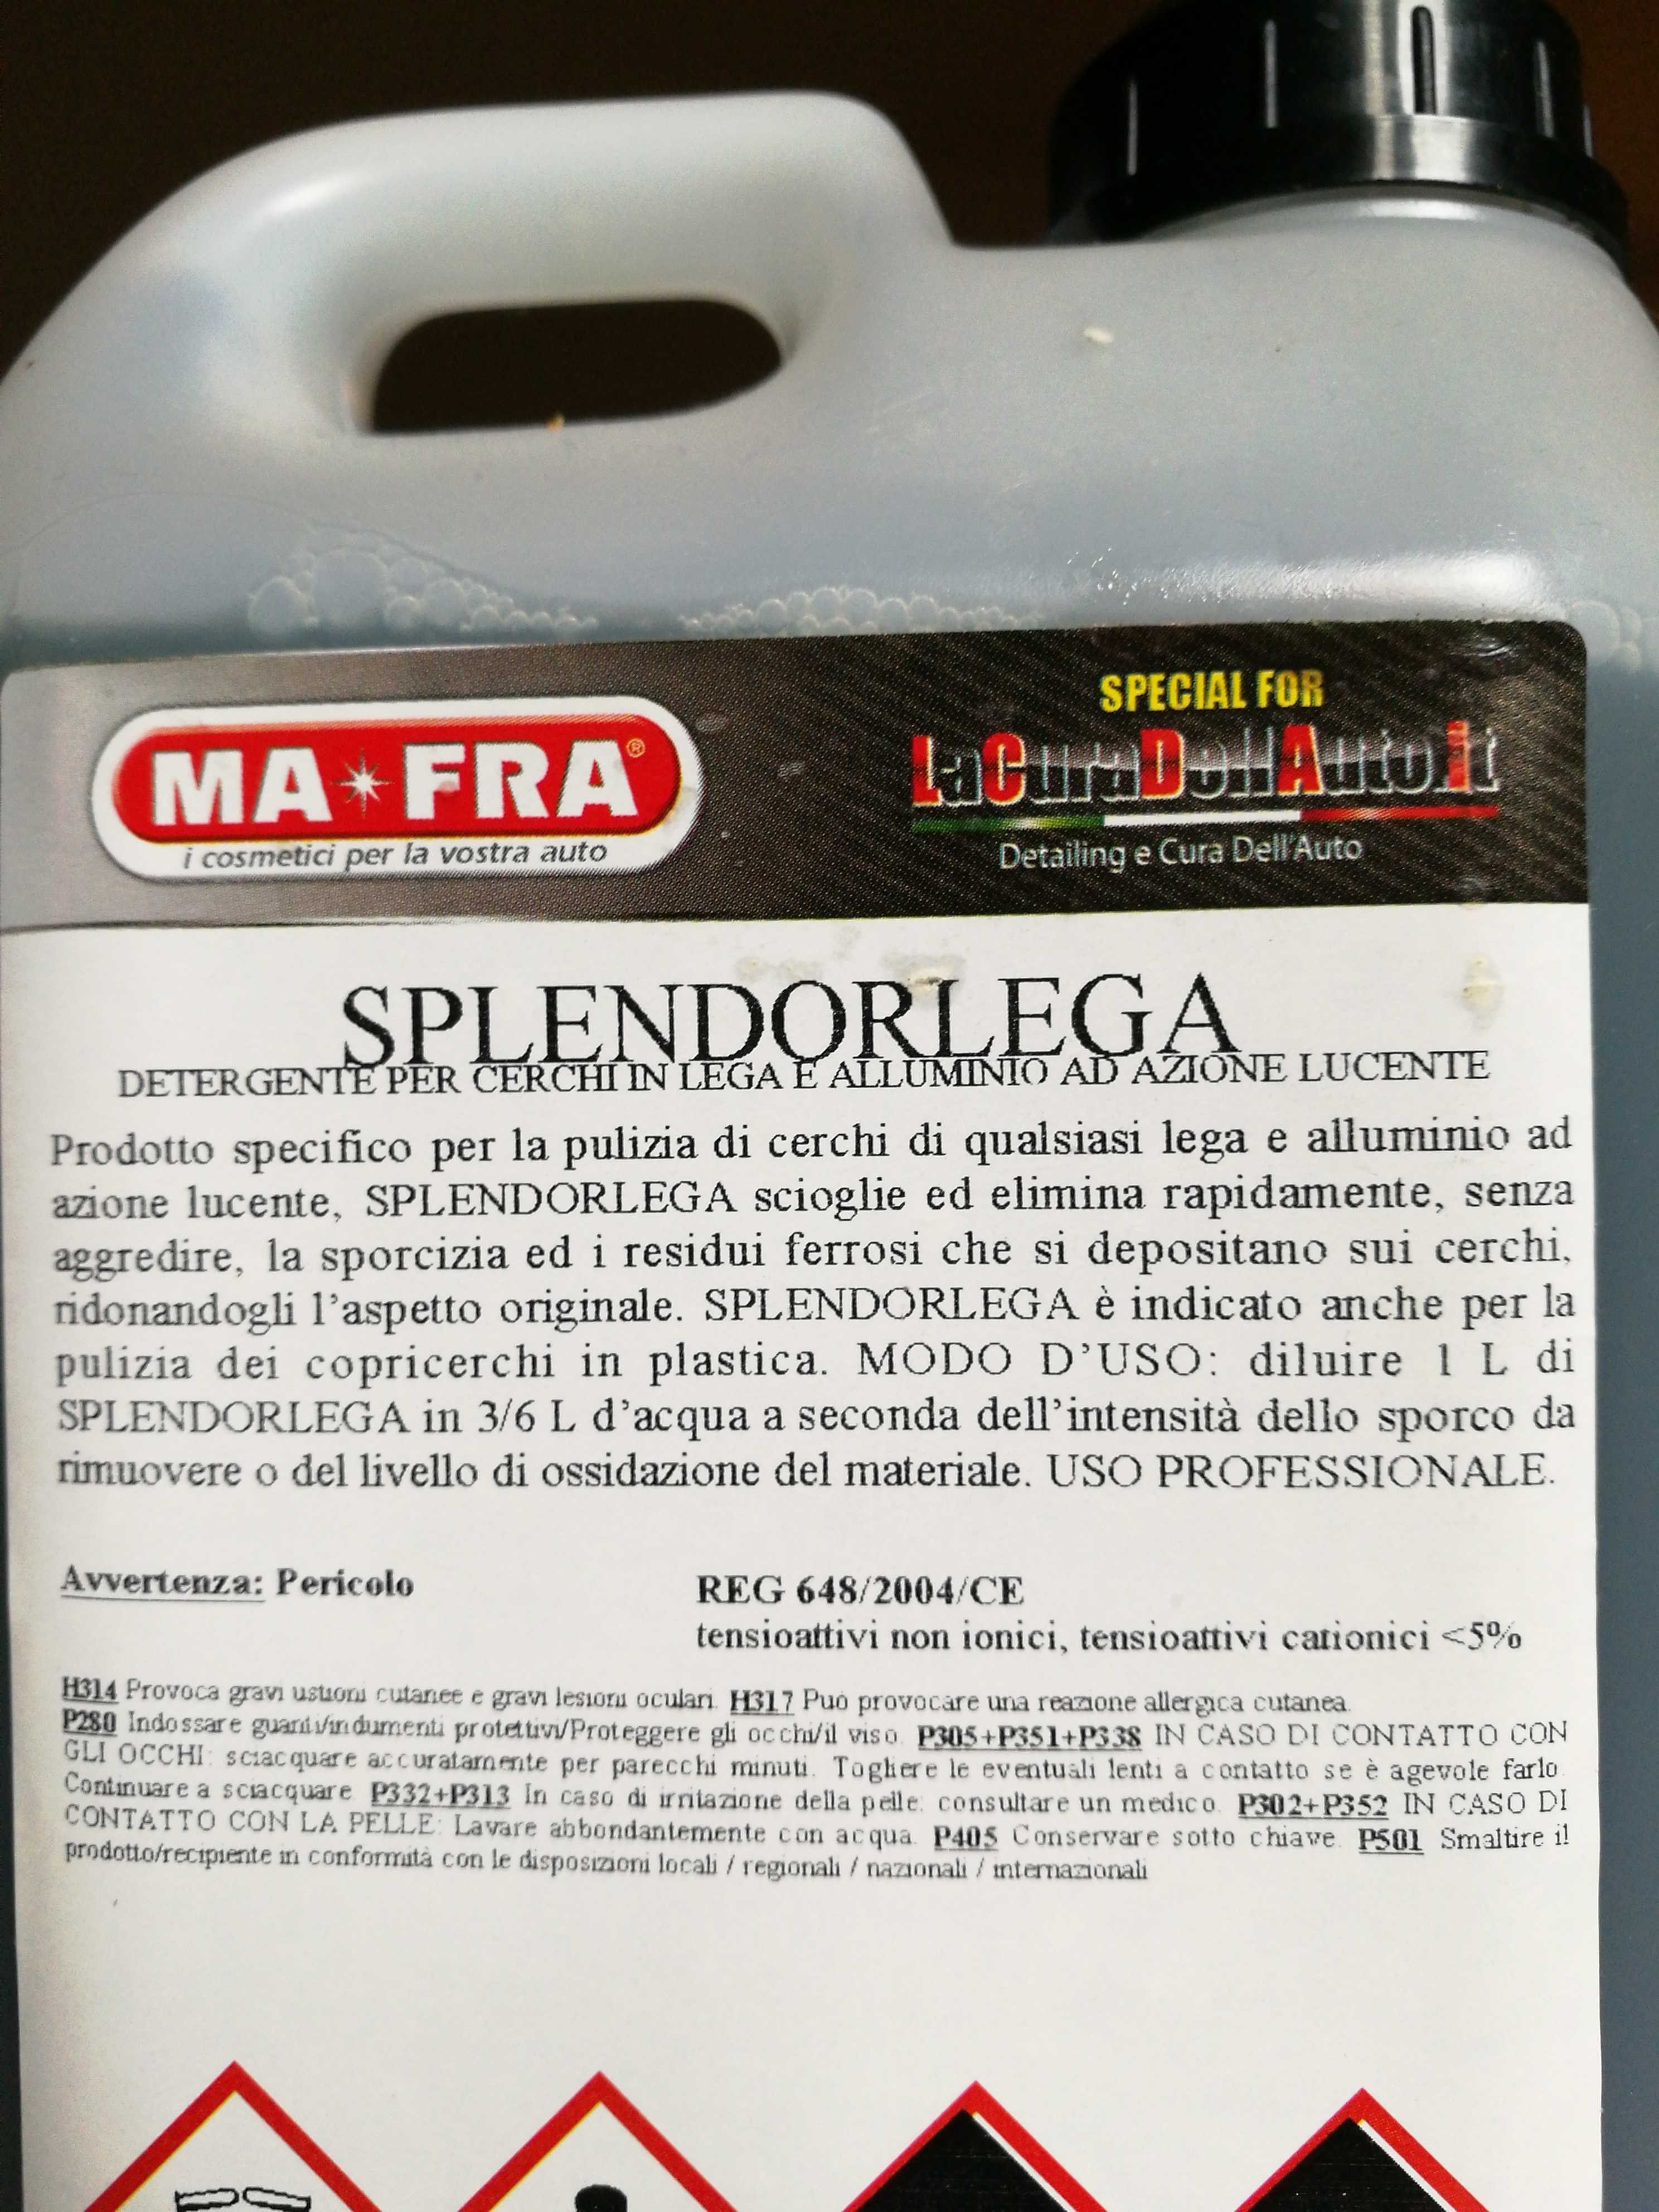 MA FRA®
i cosmetici per la vostra auto
SPECIAL FOR
LaCuraDellAuto.it
Detailing e Cura Dell'Auto
SPLENDORLEGA
DETERGENTE PER CERCHI IN LEGA E ALLUMINIO AD AZIONE LUCENTE
Prodotto specifico per la pulizia di cerchi di qualsiasi lega e alluminio ad
azione lucente, SPLENDORLEGA scioglie ed elimina rapidamente, senza
aggredire, la sporcizia ed i residui ferrosi che si depositano sui cerchi,
ridonandogli l'aspetto originale. SPLENDORLEGA è indicato anche per la
pulizia dei copricerchi in plastica. MODO D'USO: diluire 1 L di
SPLENDORLEGA in 3/6 L d'acqua a seconda dell'intensità dello sporco da
rimuovere o del livello di ossidazione del materiale. USO PROFESSIONALE.
Avvertenza: Pericolo
REG 648/2004/CE
tensioattivi non ionici, tensioattivi cationici <5%
H314 Provoca gravi ustioni cutanee e gravi lesioni oculari. H317 Può provocare una reazione allergica cutanea.
P280 Indossare guanti/indumenti protettivi/Proteggere gli occhi/il viso. P305+P351+P338 IN CASO DI CONTATTO CON
GLI OCCHI: sciacquare accuratamente per parecchi minuti. Togliere le eventuali lenti a contatto se è agevole farlo.
Continuare a sciacquare. P332+P313 In caso di irritazione della pelle: consultare un medico. P302+P352 IN CASO DI
CONTATTO CON LA PELLE: Lavare abbondantemente con acqua. P405 Conservare sotto chiave. P501 Smaltire il
prodotto/recipiente in conformità con le disposizioni locali / regionali / nazionali / internazionali